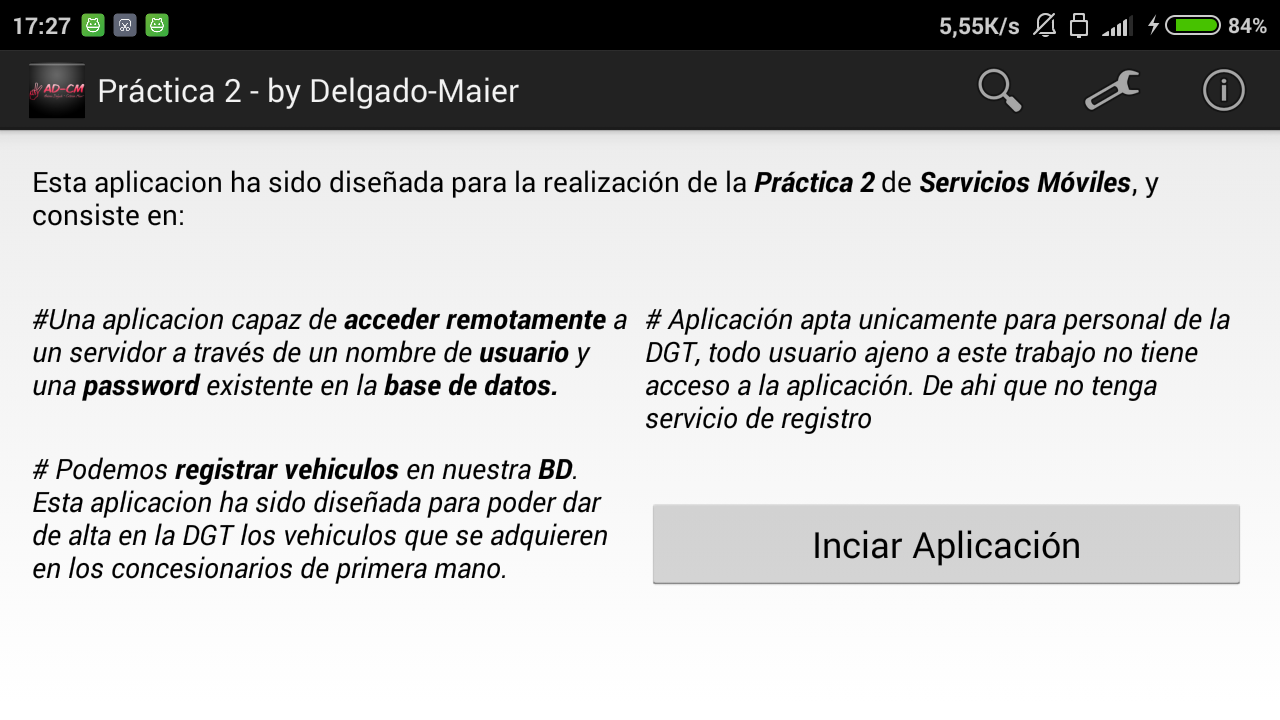 17:27
5,55K/s
84%
AD-CM
Práctica 2 - by Delgado-Maier
Esta aplicacion ha sido diseñada para la realización de la Práctica 2 de Servicios Móviles, y
consiste en:
#Una aplicacion capaz de acceder remotamente a
un servidor a través de un nombre de usuario y
una password existente en la base de datos.
# Podemos registrar vehiculos en nuestra BD.
Esta aplicacion ha sido diseñada para poder dar
de alta en la DGT los vehiculos que se adquieren
en los concesionarios de primera mano.
# Aplicación apta unicamente para personal de la
DGT, todo usuario ajeno a este trabajo no tiene
acceso a la aplicación. De ahi que no tenga
servicio de registro
Inciar Aplicación